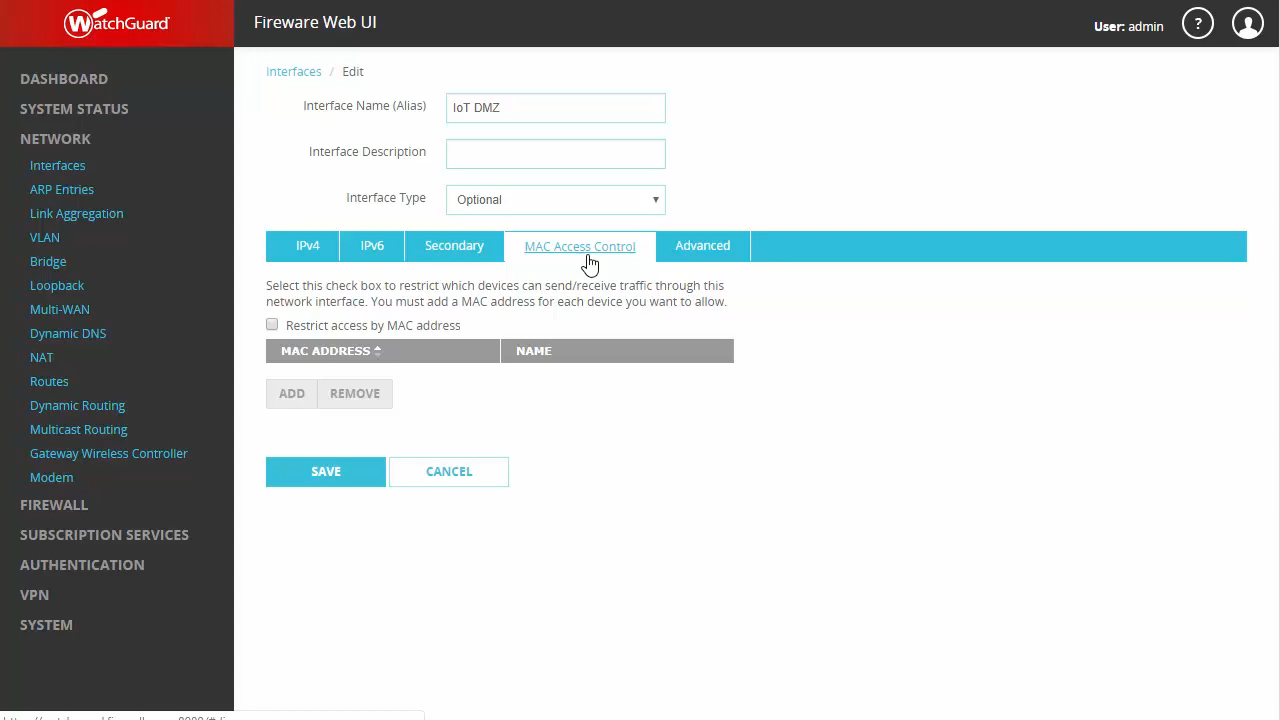 WatchGuard
Fireware Web UI
User: admin
?
DASHBOARD
SYSTEM STATUS
NETWORK
Interfaces
ARP Entries
Link Aggregation
VLAN
Bridge
Loopback
Multi-WAN
Dynamic DNS
NAT
Routes
Dynamic Routing
Multicast Routing
Gateway Wireless Controller
Modem
FIREWALL
SUBSCRIPTION SERVICES
AUTHENTICATION
VPN
SYSTEM
Interfaces / Edit
Interface Name (Alias) IoT DMZ
Interface Description
Interface Type Optional
IPv4 IPv6 Secondary MAC Access Control Advanced
Select this check box to restrict which devices can send/receive traffic through this
network interface. You must add a MAC address for each device you want to allow.
Restrict access by MAC address
MAC ADDRESS NAME
ADD REMOVE
SAVE CANCEL